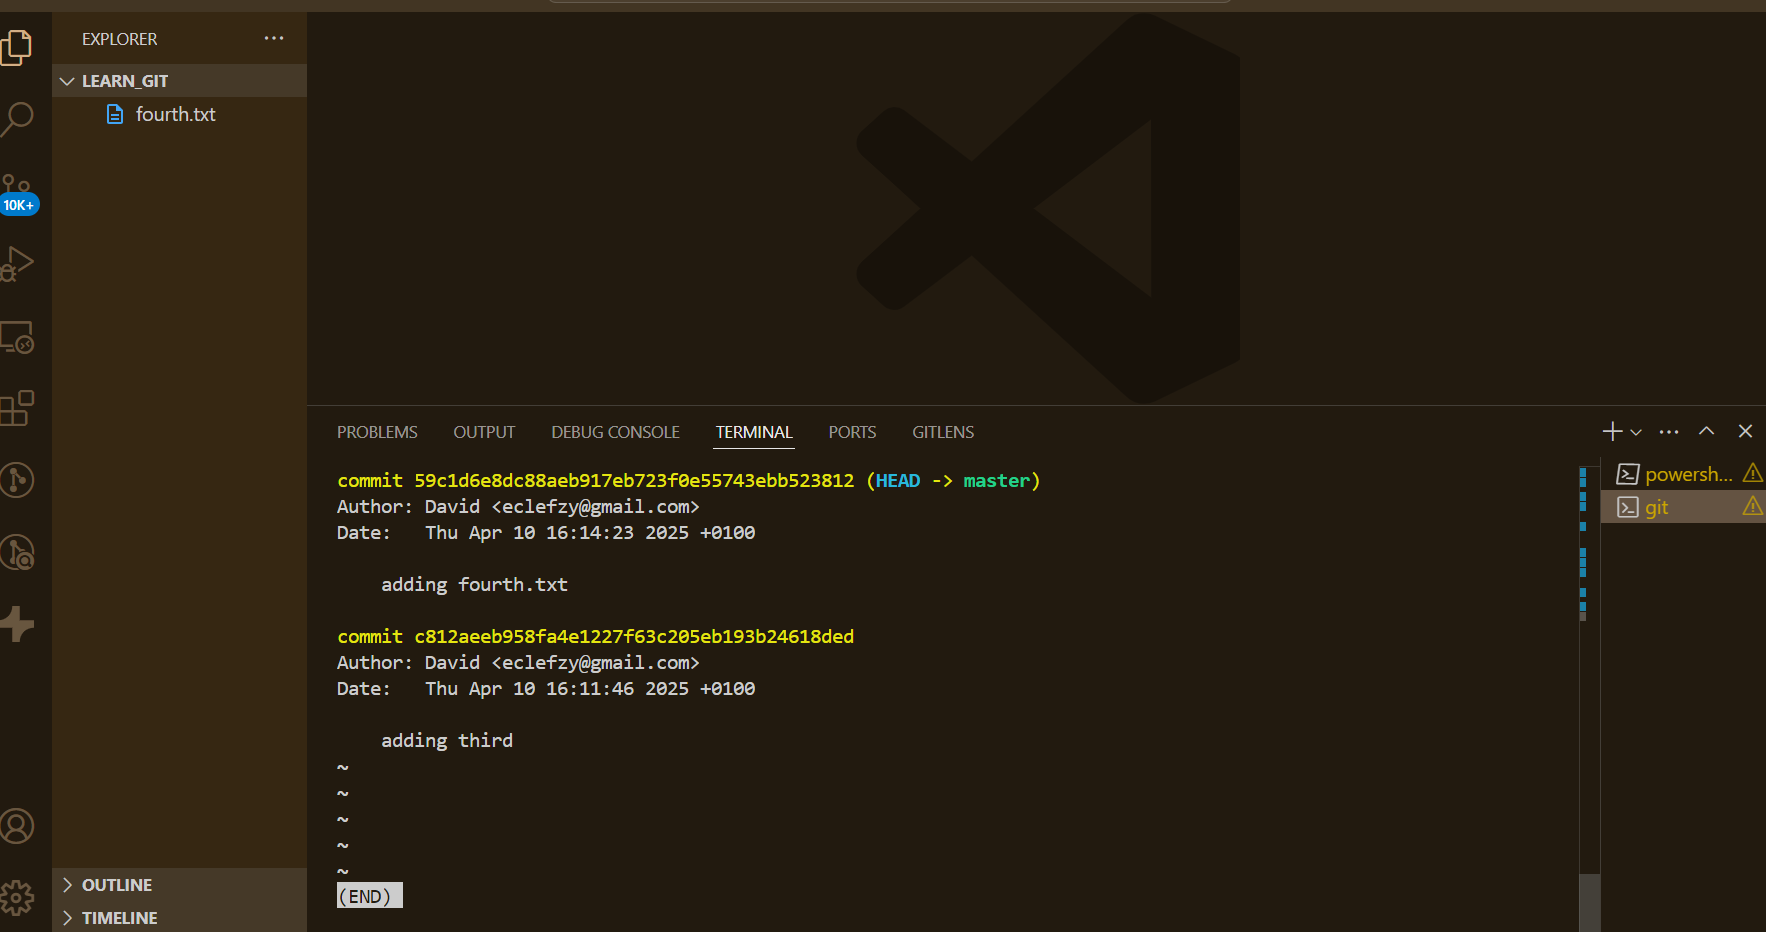 EXPLORER
LEARN_GIT
fourth.txt
10K+
OUTLINE
TIMELINE
PROBLEMS OUTPUT DEBUG CONSOLE TERMINAL PORTS GITLENS
commit 59c1d6e8dc88aeb917eb723f0e55743ebb523812 (HEAD -> master)
Author: David <eclefzy@gmail.com>
Date:   Thu Apr 10 16:14:23 2025 +0100
adding fourth.txt
commit c812aeeb958fa4e1227f63c205eb193b24618ded
Author: David <eclefzy@gmail.com>
Date:   Thu Apr 10 16:11:46 2025 +0100
adding third
~
~
~
~
~
(END)
powersh...
git